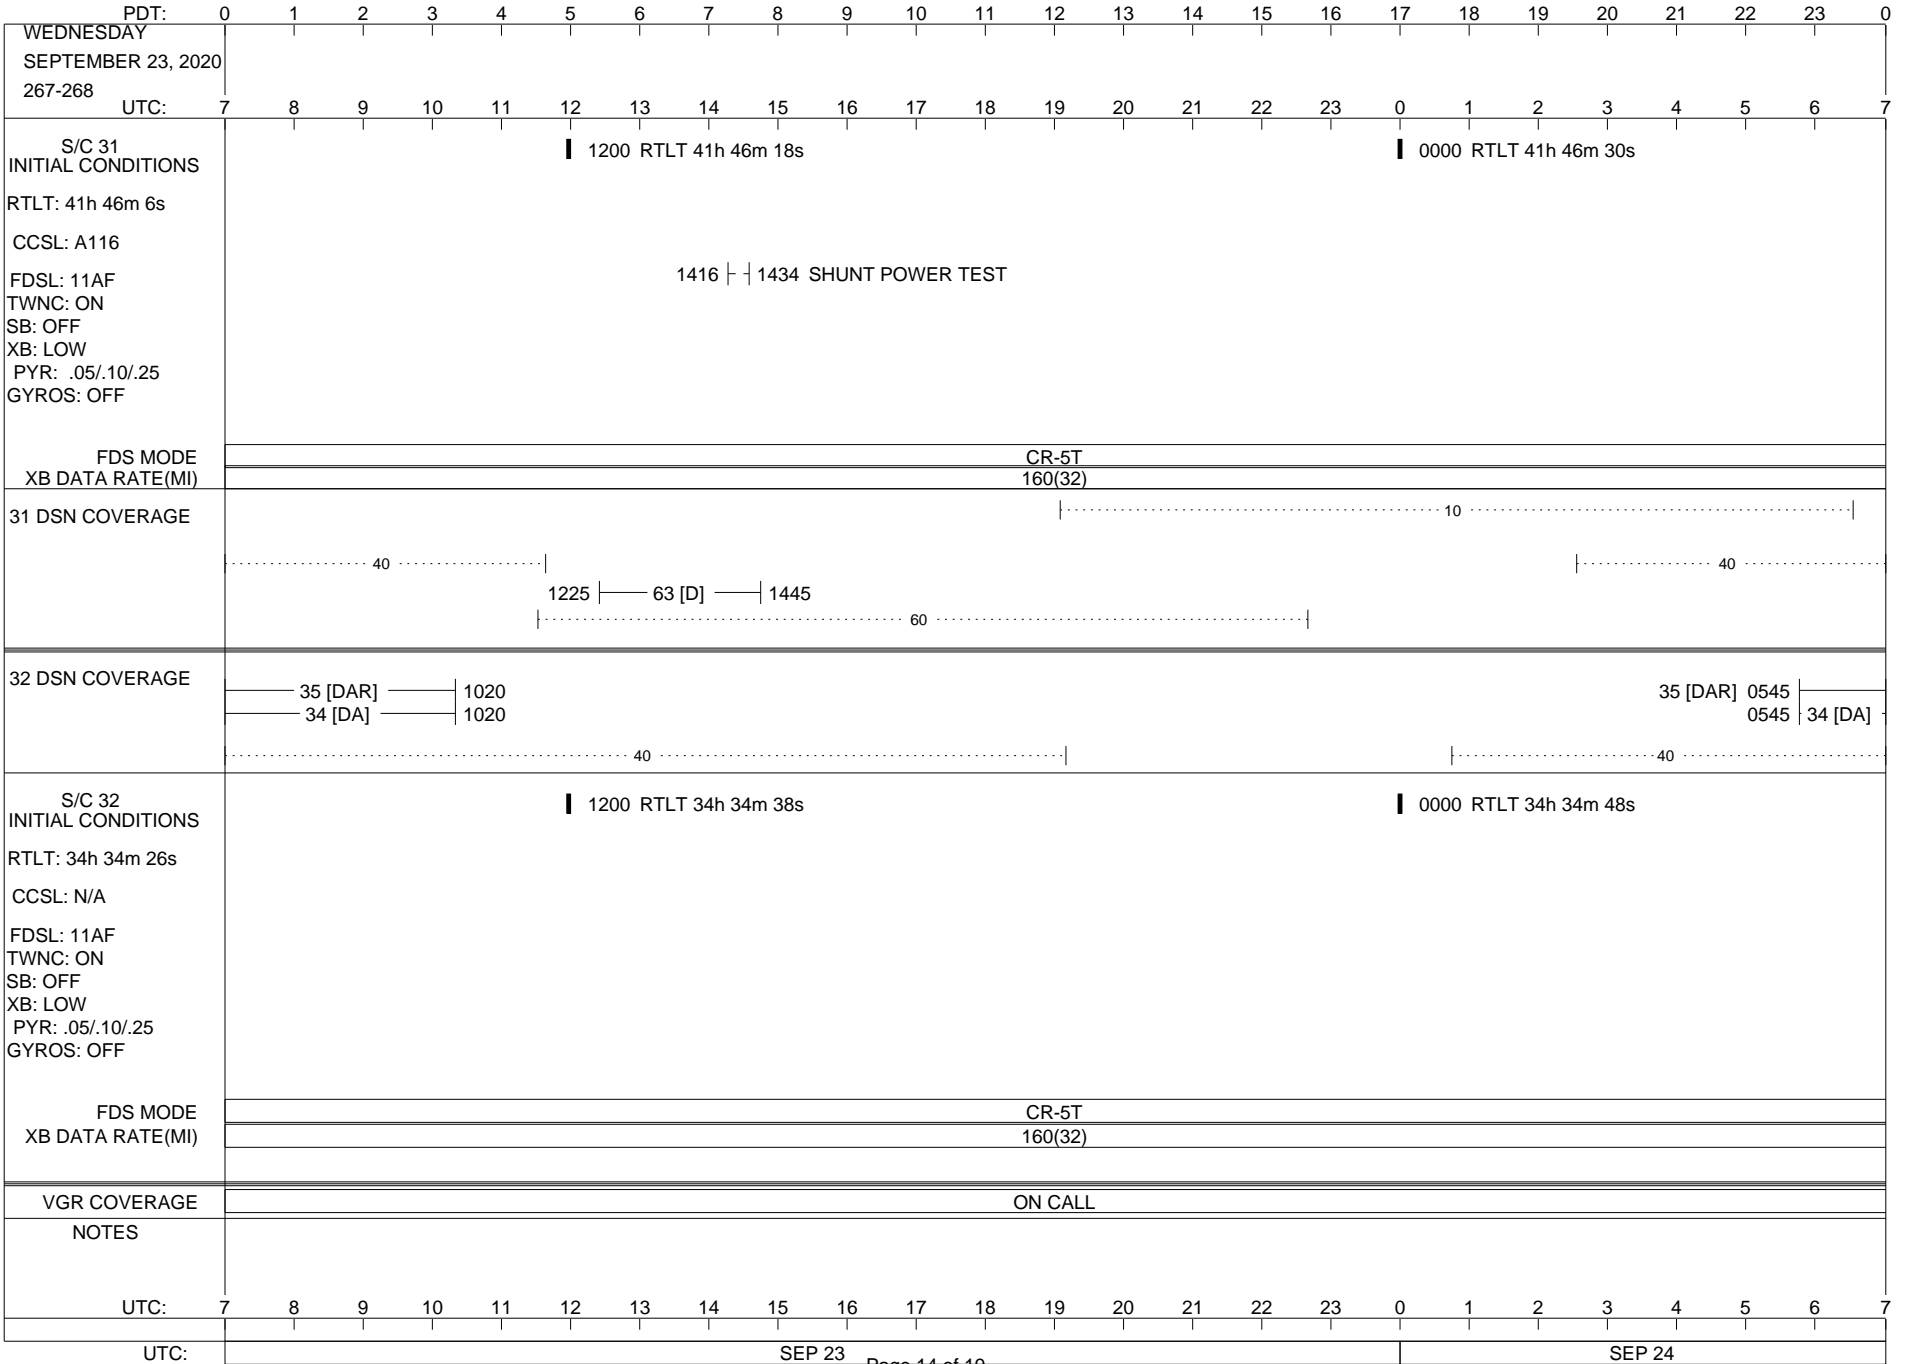 PDT: 0 1 2 3 4 5 6 7 8 9 10 11 12 13 14 15 16 17 18 19 20 21 22 23 0
WEDNESDAY
SEPTEMBER 23, 2020
267-268
UTC: 7 8 9 10 11 12 13 14 15 16 17 18 19 20 21 22 23 0 1 2 3 4 5 6 7
S/C 31
INITIAL CONDITIONS
1200 RTLT 41h 46m 18s
0000 RTLT 41h 46m 30s
RTLT: 41h 46m 6s
CCSL: A116
FDSL: 11AF
1416 1434 SHUNT POWER TEST
TWNC: ON
SB: OFF
XB: LOW
PYR: .05/.10/.25
GYROS: OFF
FDS MODE CR-5T
XB DATA RATE(MI) 160(32)
31 DSN COVERAGE
10
40 40
1225 63 [D] 1445
60
32 DSN COVERAGE
35 [DAR] 1020 35 [DAR] 0545
34 [DA] 1020 0545 34 [DA]
40 40
S/C 32
INITIAL CONDITIONS
1200 RTLT 34h 34m 38s
0000 RTLT 34h 34m 48s
RTLT: 34h 34m 26s
CCSL: N/A
FDSL: 11AF
TWNC: ON
SB: OFF
XB: LOW
PYR: .05/.10/.25
GYROS: OFF
FDS MODE CR-5T
XB DATA RATE(MI) 160(32)
VGR COVERAGE ON CALL
NOTES
UTC: 7 8 9 10 11 12 13 14 15 16 17 18 19 20 21 22 23 0 1 2 3 4 5 6 7
UTC: SEP 23 SEP 24
Page 14 of 19